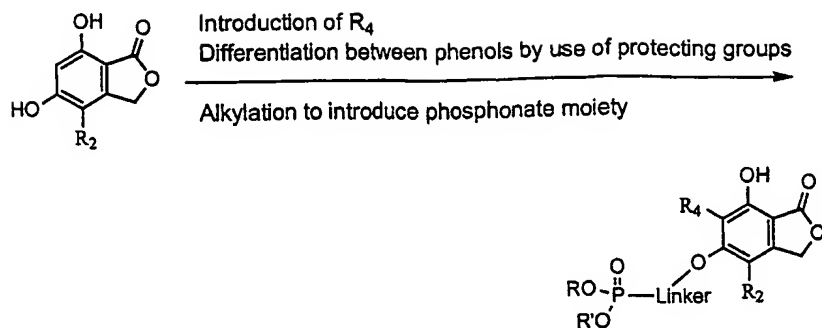 OH
O
O
HO
R2
Introduction of R4
Differentiation between phenols by use of protecting groups
Alkylation to introduce phosphonate moiety
OH
O
R4
O
O
O
RO
P
Linker
R2
R'O